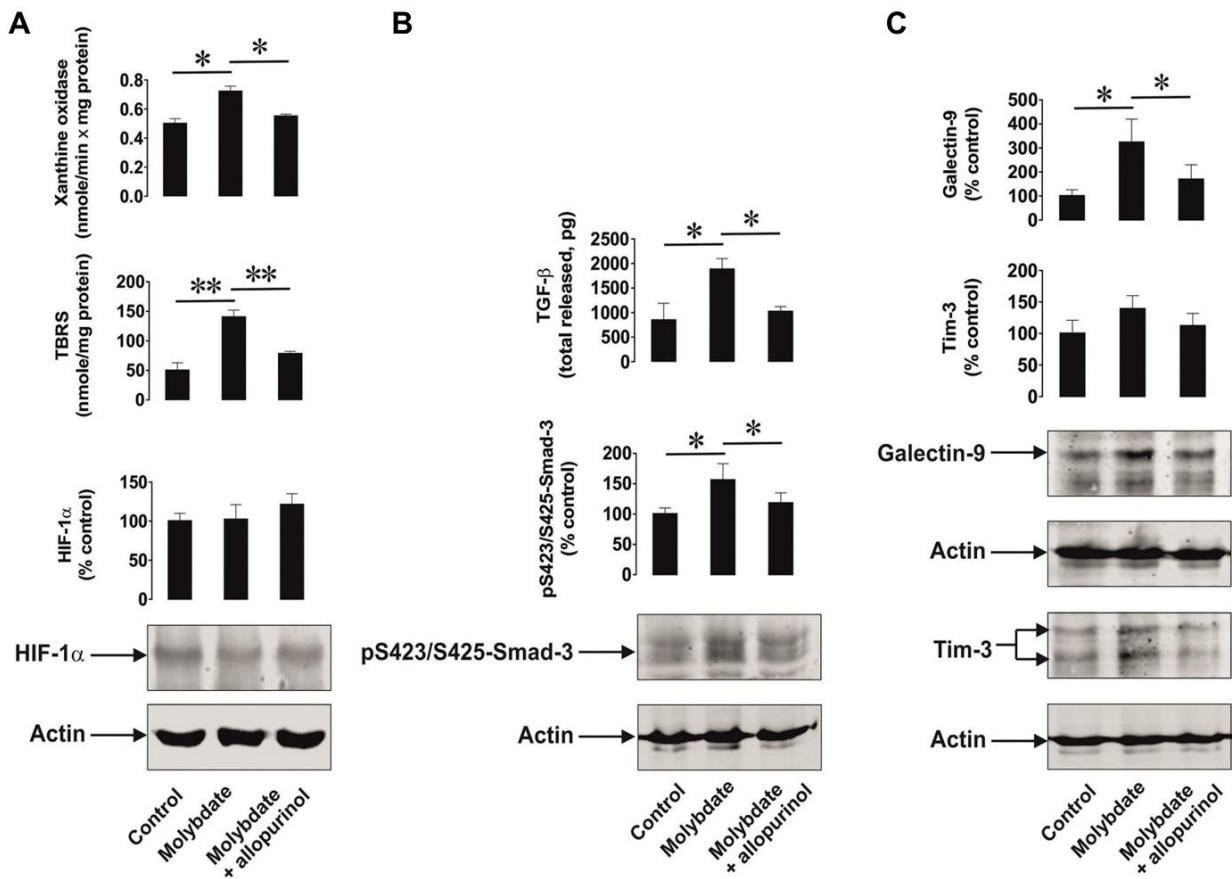 A
Xanthine oxidase
(nmole/min x mg protein)
0.8
0.6
0.4
0.2
0.0
*
*
TBRS
(nmole/mg protein)
200
150
100
50
0
**
**
HIF-1α
(% control)
150
100
50
0
HIF-1α
Actin
Control
Molybdate
Molybdate
+ allopurinol
B
TGF-β
(total released, pg)
2500
2000
1500
1000
500
0
*
*
pS423/S425-Smad-3
(% control)
200
150
100
50
0
*
*
pS423/S425-Smad-3
Actin
Control
Molybdate
Molybdate
+ allopurinol
C
Galectin-9
(% control)
500
400
300
200
100
0
*
*
Tim-3
(% control)
200
150
100
50
0
Galectin-9
Actin
Tim-3
Actin
Control
Molybdate
Molybdate
+ allopurinol